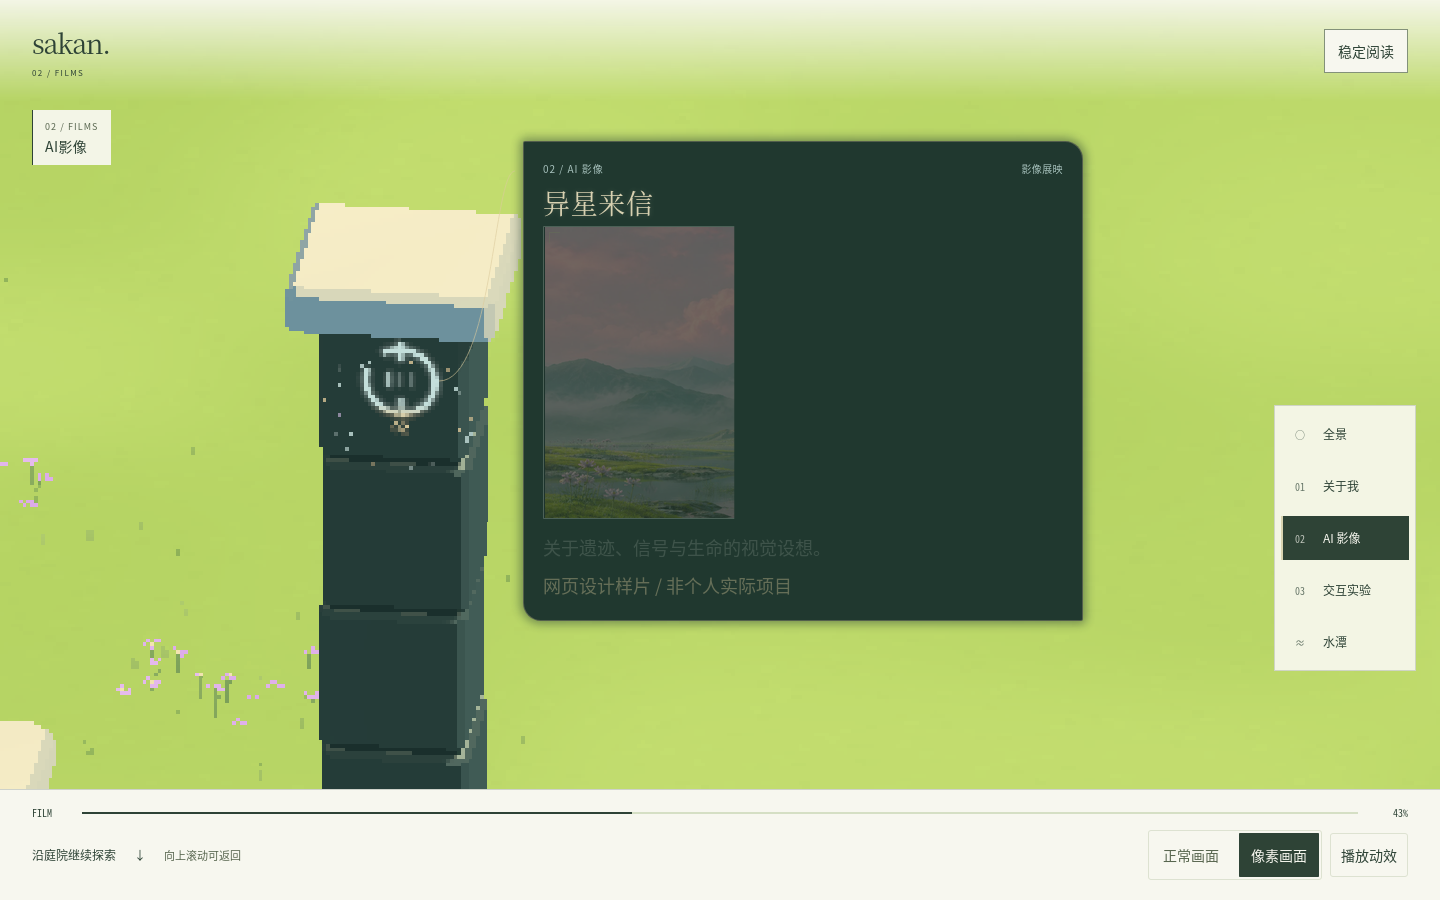 sakan.
02 / FILMS
稳定阅读
02 / FILMS
AI影像
02 / AI 影像
影像展映
异星来信
关于遗迹、信号与生命的视觉设想。
网页设计样片 / 非个人实际项目
全景
01 关于我
02 AI 影像
03 交互实验
≈ 水潭
FILM
43%
沿庭院继续探索 ↓ 向上滚动可返回
正常画面
像素画面
播放动效